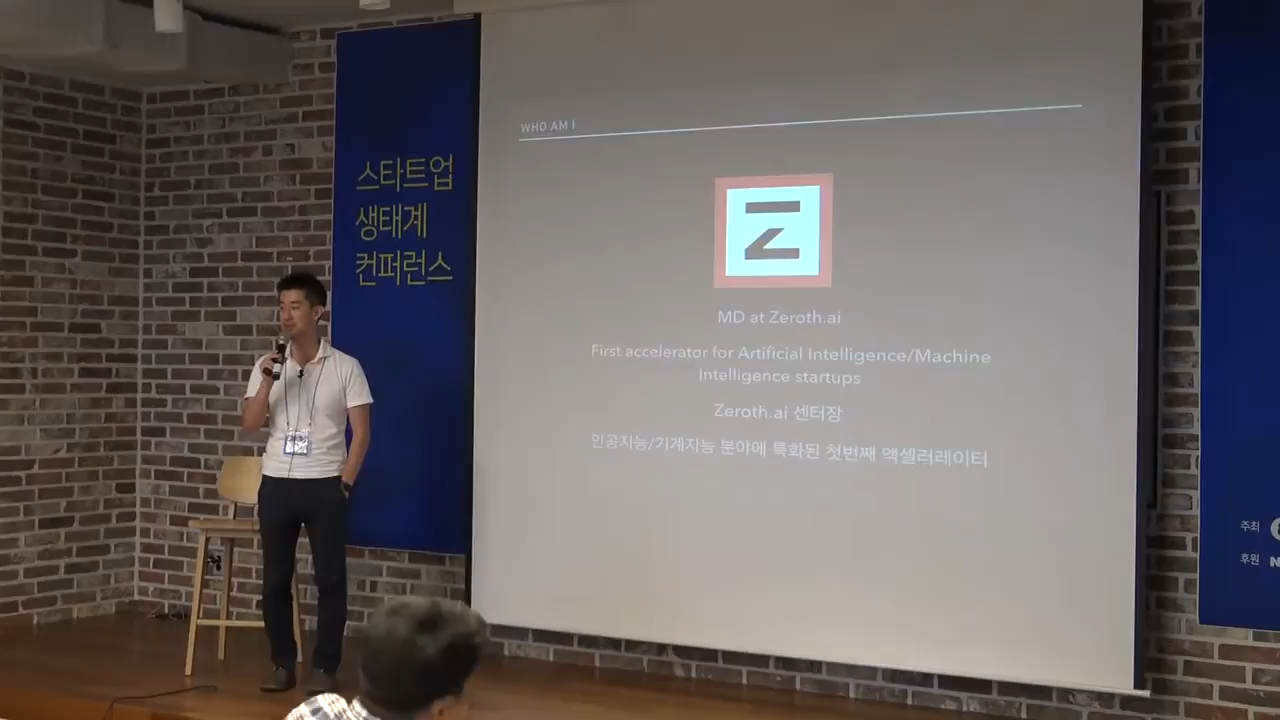 스타트업
생태계
컨퍼런스
WHO AM I
Z
MD at Zeroth.ai
First accelerator for Artificial Intelligence/Machine
Intelligence startups
Zeroth.ai 센터장
인공지능/기계지능 분야에 특화된 첫번째 액셀러레이터
주최
후원